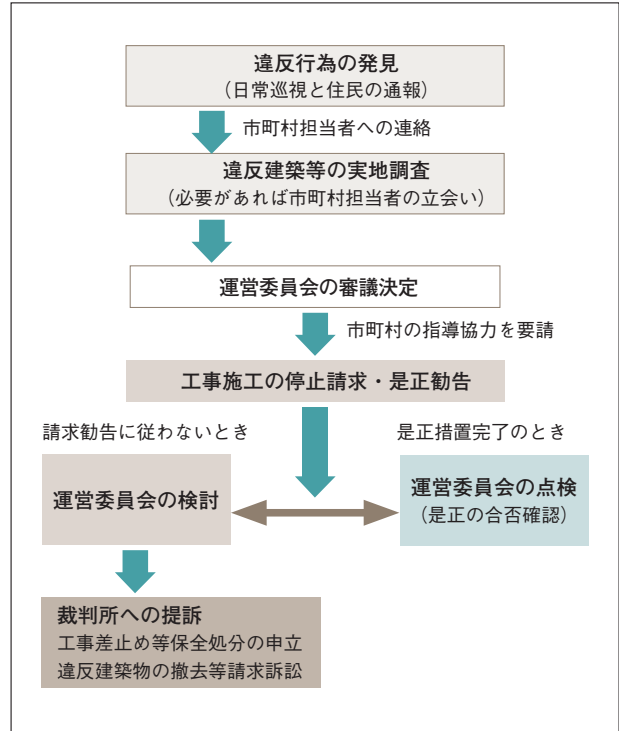 違反行為の発見
（日常巡視と住民の通報）
市町村担当者への連絡
違反建築等の実地調査
（必要があれば市町村担当者の立会い）
運営委員会の審議決定
市町村の指導協力を要請
工事施工の停止請求・是正勧告
請求勧告に従わないとき
是正措置完了のとき
運営委員会の検討
運営委員会の点検
（是正の合否確認）
裁判所への提訴
工事差止め等保全処分の申立
違反建築物の撤去等請求訴訟